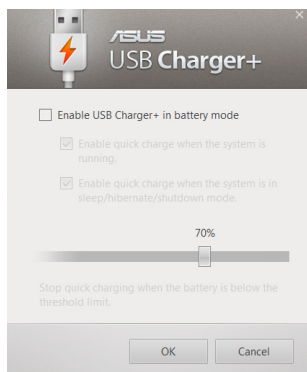 ASUS
USB Charger+
Enable USB Charger+ in battery mode
Enable quick charge when the system is
running.
Enable quick charge when the system is in
sleep/hibernate/shutdown mode.
70%
Stop quick charging when the battery is below the
threshold limit.
OK
Cancel